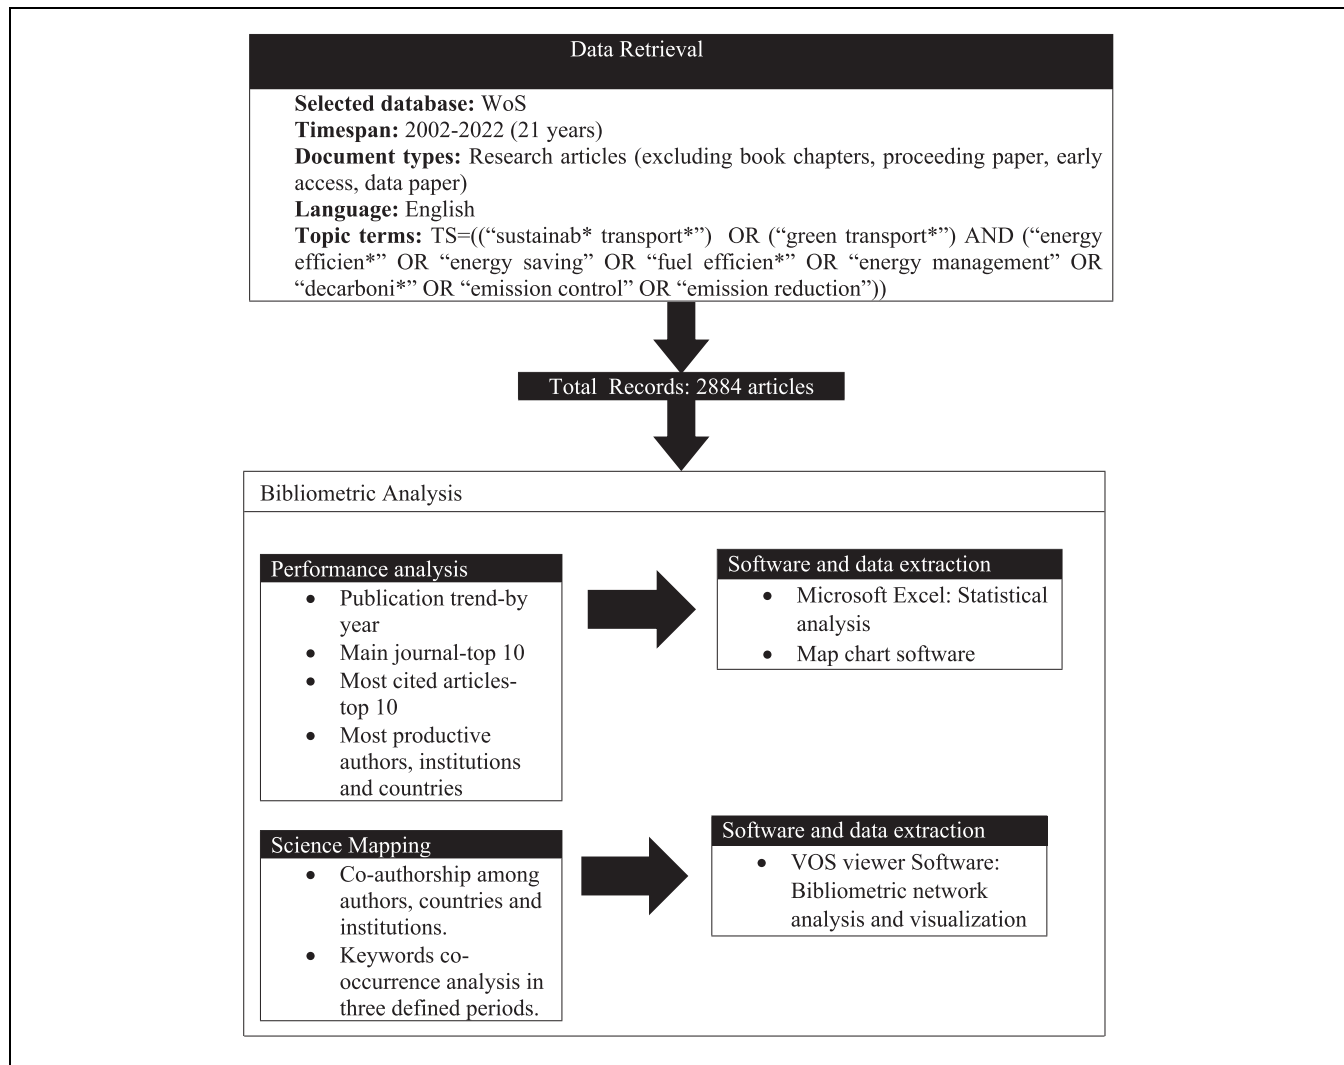 Data Retrieval
Selected database: WoS
Timespan: 2002-2022 (21 years)
Document types: Research articles (excluding book chapters, proceeding paper, early
access, data paper)
Language: English
Topic terms: TS=((“sustainab* transport*”) OR (“green transport*”) AND (“energy
efficien*” OR “energy saving” OR “fuel efficien*” OR “energy management” OR
“decarboni*” OR “emission control” OR “emission reduction”))
Total Records: 2884 articles
Bibliometric Analysis
Performance analysis
• Publication trend-by
year
• Main journal-top 10
• Most cited articles-
top 10
• Most productive
authors, institutions
and countries
Software and data extraction
• Microsoft Excel: Statistical
analysis
• Map chart software
Science Mapping
• Co-authorship among
authors, countries and
institutions.
• Keywords co-
occurrence analysis in
three defined periods.
Software and data extraction
• VOS viewer Software:
Bibliometric network
analysis and visualization